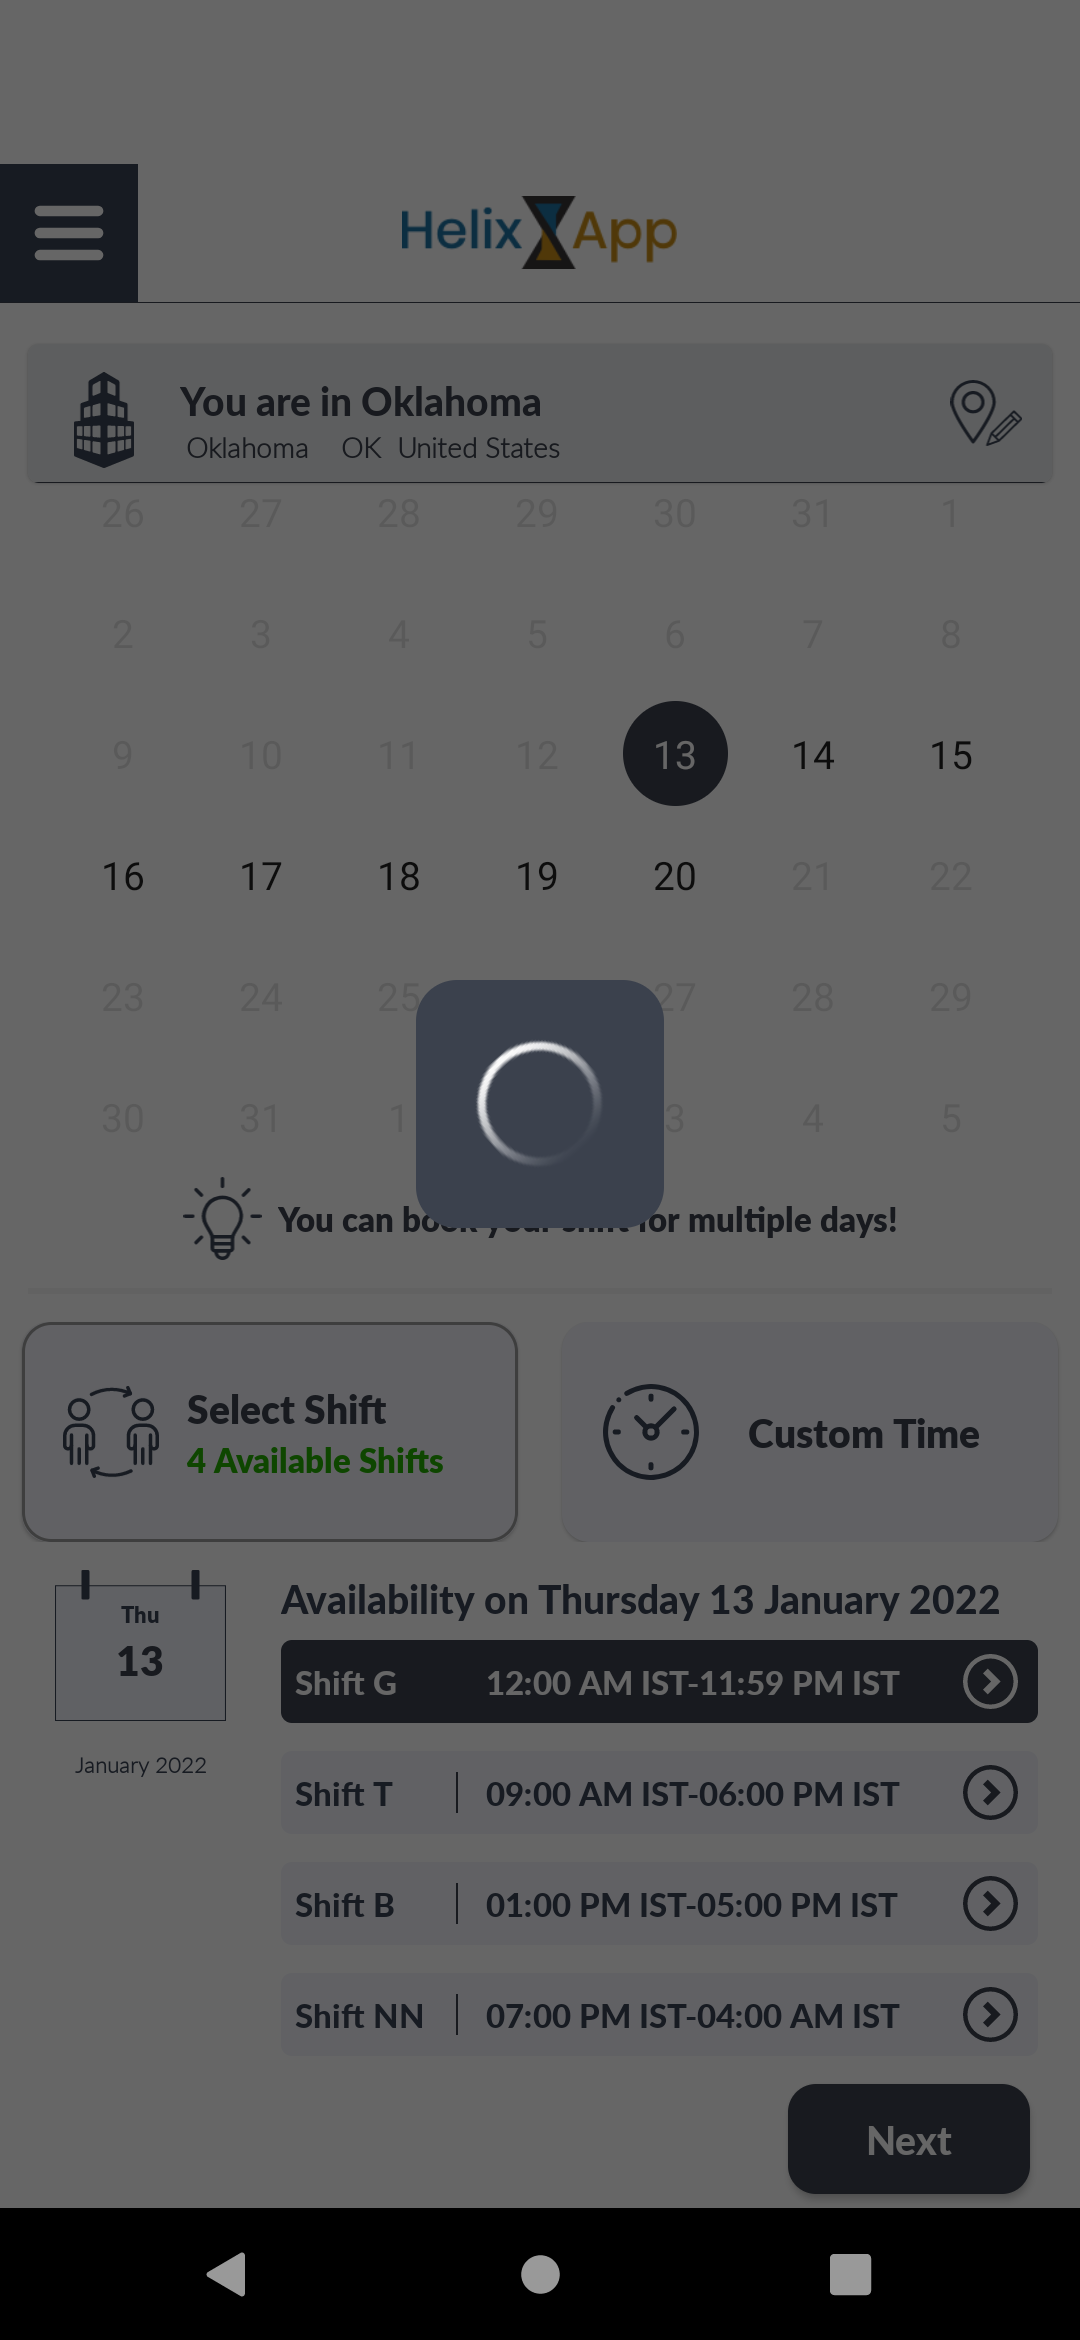 Helix App
You are in Oklahoma
Oklahoma OK United States
26 27 28 29 30 31 1
2 3 4 5 6 7 8
9 10 11 12 13 14 15
16 17 18 19 20 21 22
23 24 25 27 28 29
30 31 1 3 4 5
You can book your shift for multiple days!
Select Shift
4 Available Shifts
Custom Time
Thu
13
January 2022
Availability on Thursday 13 January 2022
Shift G 12:00 AM IST-11:59 PM IST
Shift T 09:00 AM IST-06:00 PM IST
Shift B 01:00 PM IST-05:00 PM IST
Shift NN 07:00 PM IST-04:00 AM IST
Next